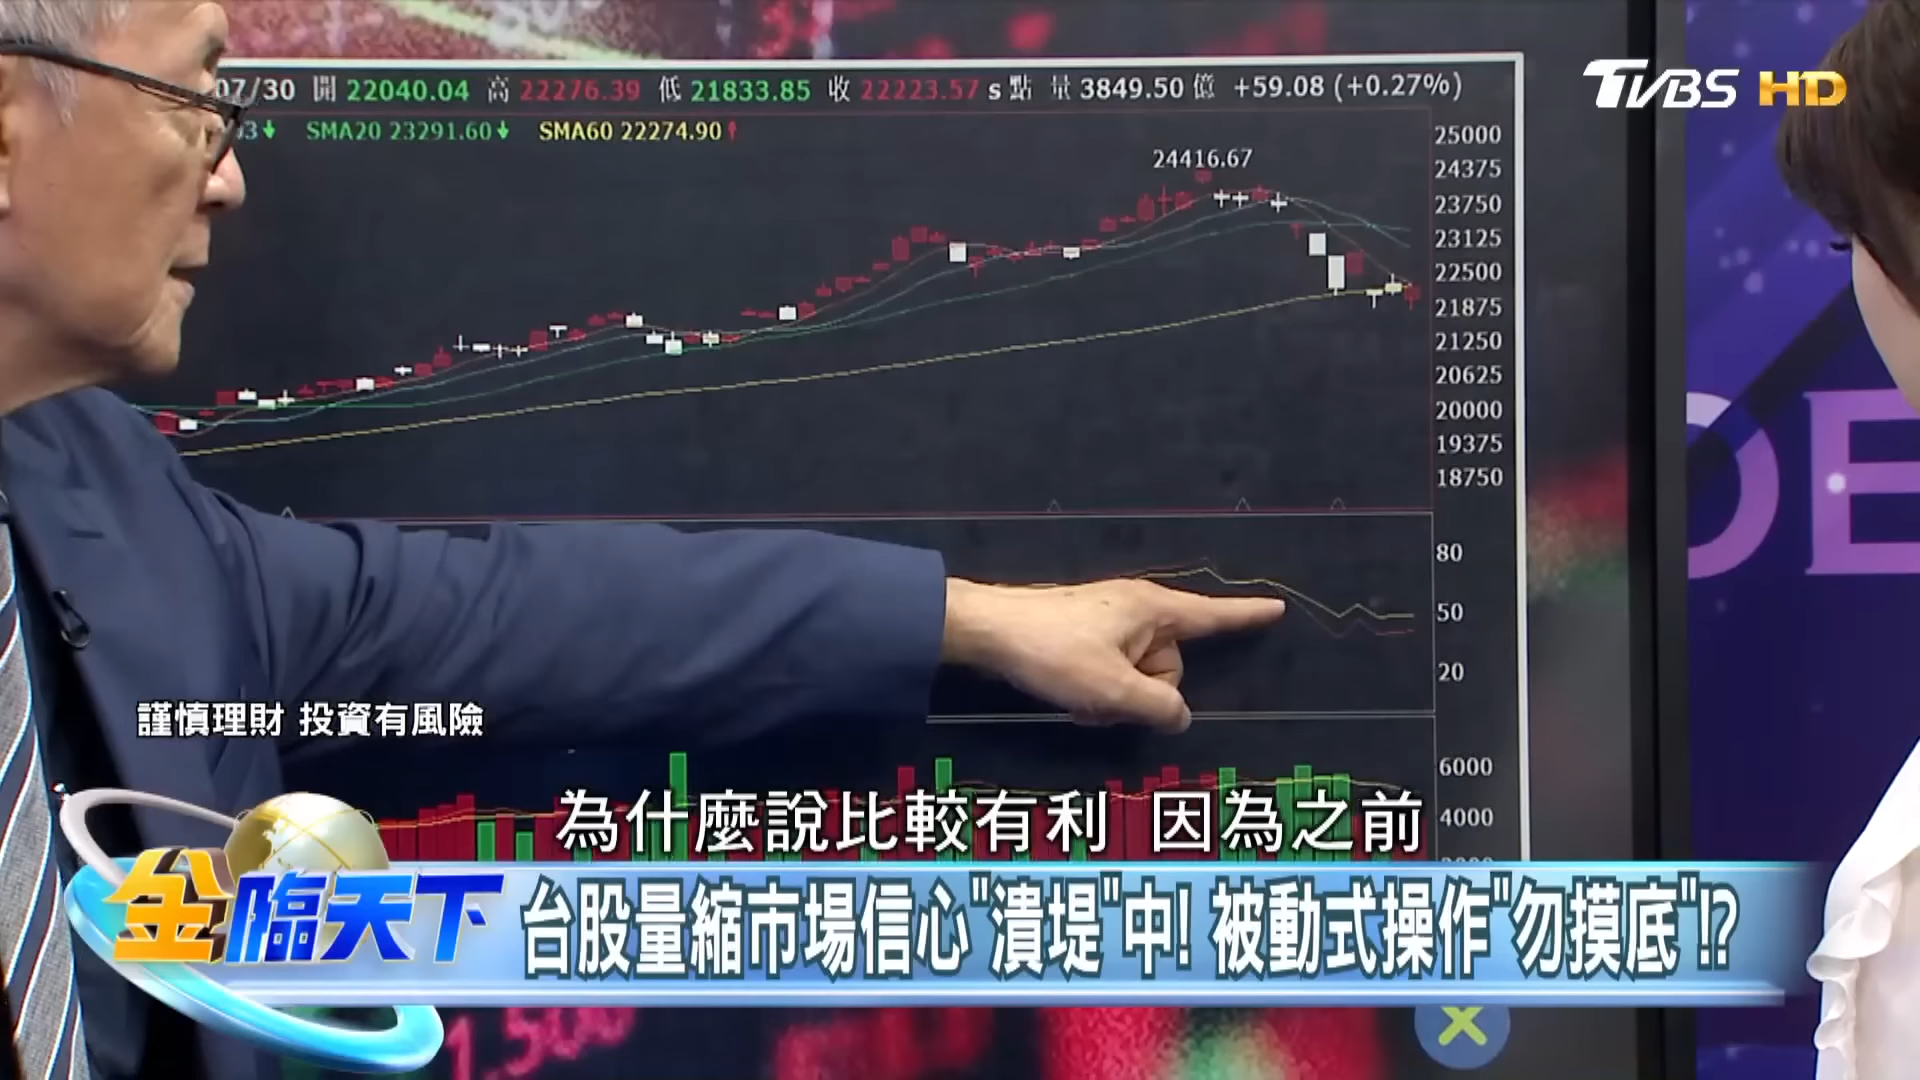 TVBS HD
07/30 開 22040.04 高 22276.39 低 21833.85 收 22223.57 s 點 量 3849.50 億 +59.08 (+0.27%)
03↓ SMA20 23291.60↓ SMA60 22274.90↑
25000
24416.67
24375
23750
23125
22500
21875
21250
20625
20000
19375
18750
80
50
20
謹慎理財 投資有風險
6000
4000
為什麼說比較有利 因為之前
金臨天下
台股量縮市場信心"潰堤"中! 被動式操作"勿摸底"!?
1,500